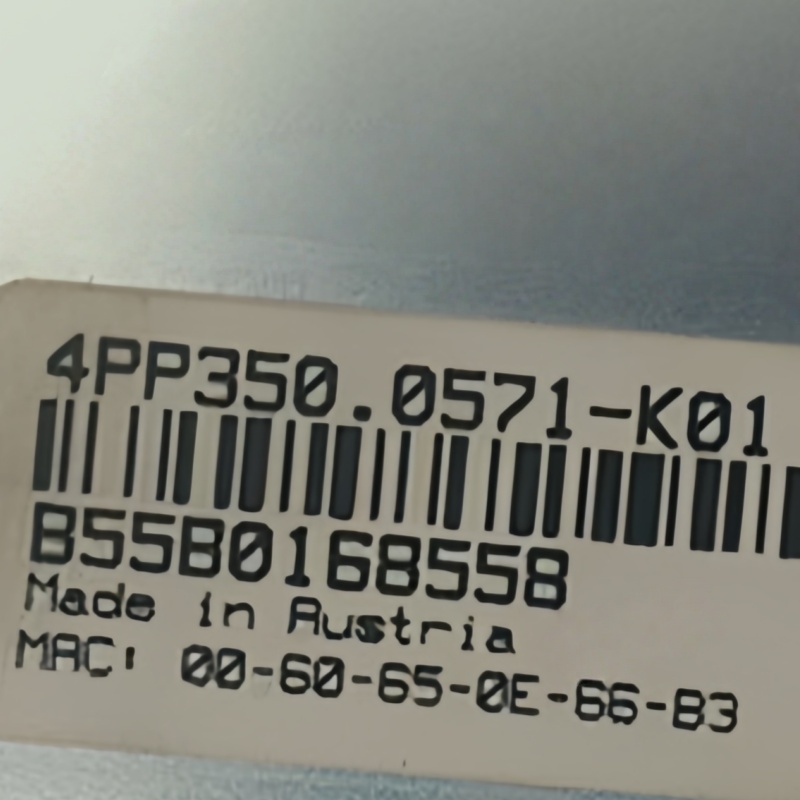 4PP350.0571-K01
B55B0168558
Made in Austria
MAC: 00-60-65-0E-66-B3